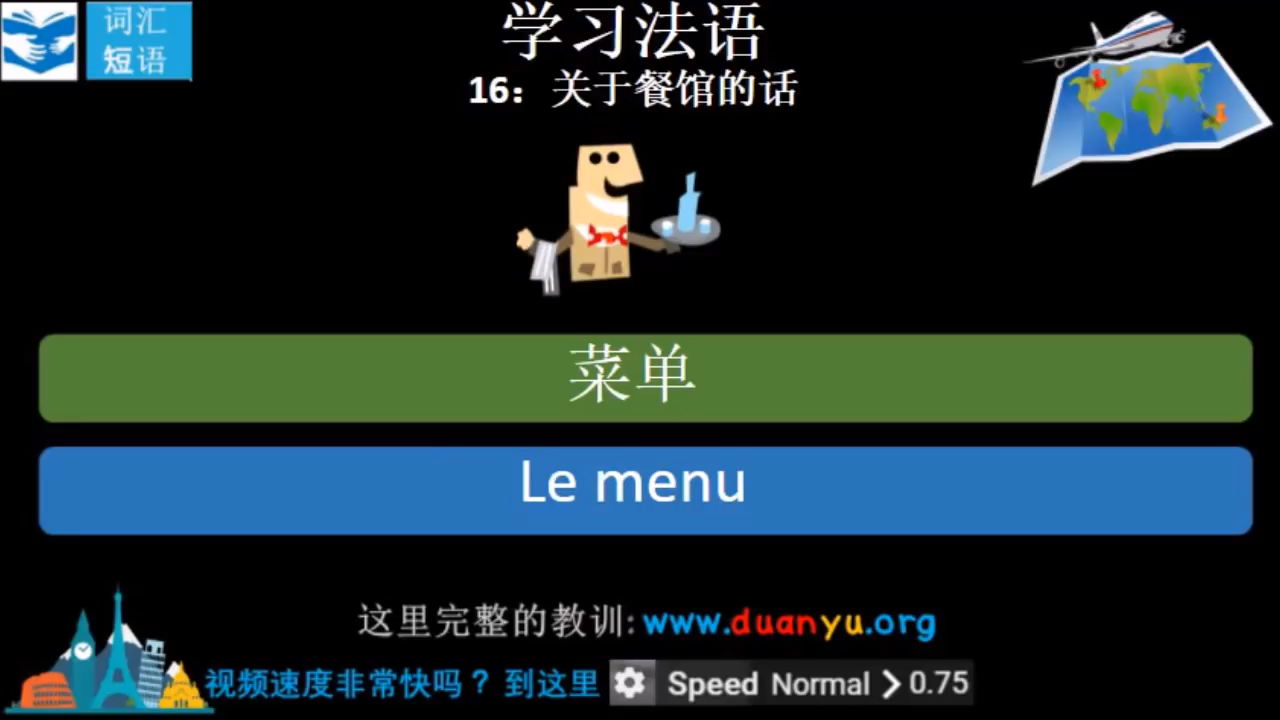 词汇
短语
学习法语
16：关于餐馆的话
菜单
Le menu
这里完整的教训: www.duanyu.org
视频速度非常快吗？ 到这里 Speed Normal > 0.75